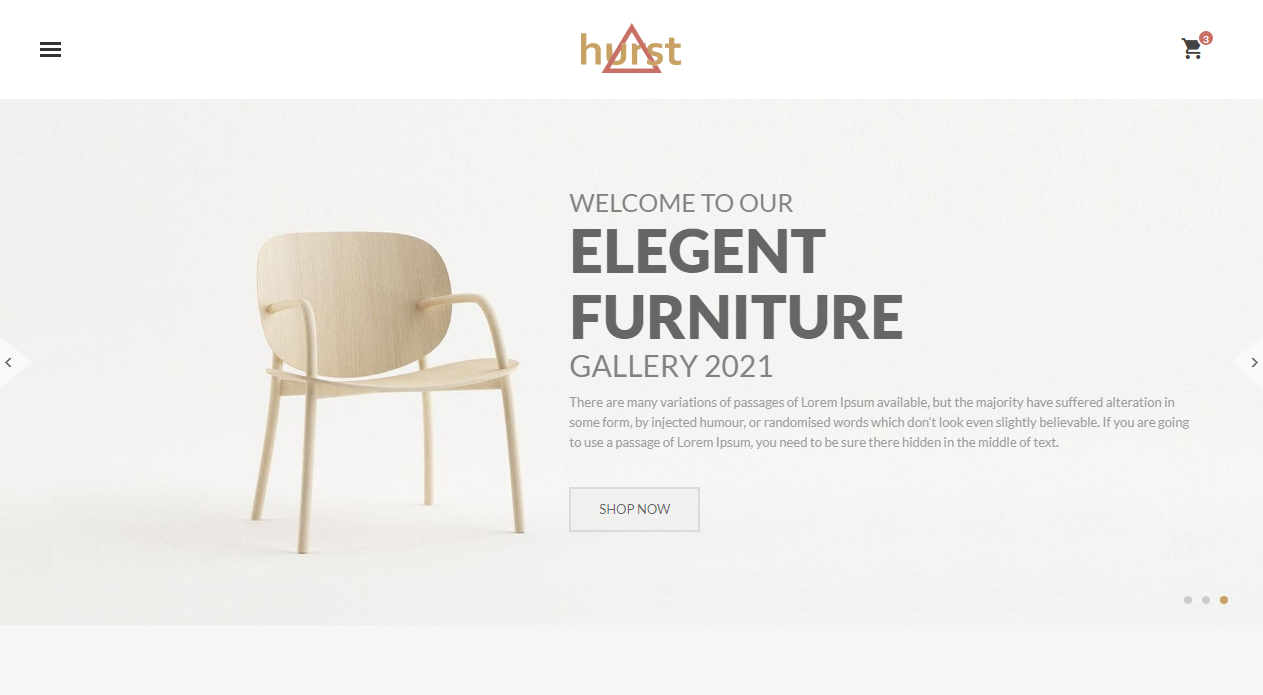 hurst
3
WELCOME TO OUR
ELEGENT
FURNITURE
GALLERY 2021
There are many variations of passages of Lorem Ipsum available, but the majority have suffered alteration in
some form, by injected humour, or randomised words which don't look even slightly believable. If you are going
to use a passage of Lorem Ipsum, you need to be sure there hidden in the middle of text.
SHOP NOW